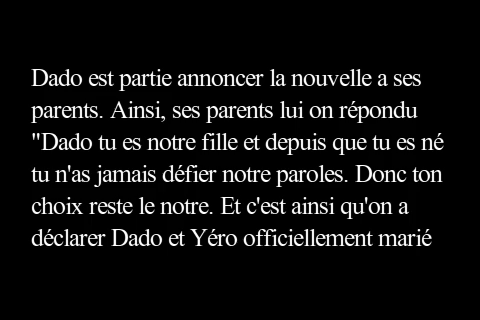 Dado est partie annoncer la nouvelle a ses
parents. Ainsi, ses parents lui on répondu
"Dado tu es notre fille et depuis que tu es né
tu n'as jamais défier notre paroles. Donc ton
choix reste le notre. Et c'est ainsi qu'on a
déclarer Dado et Yéro officiellement marié